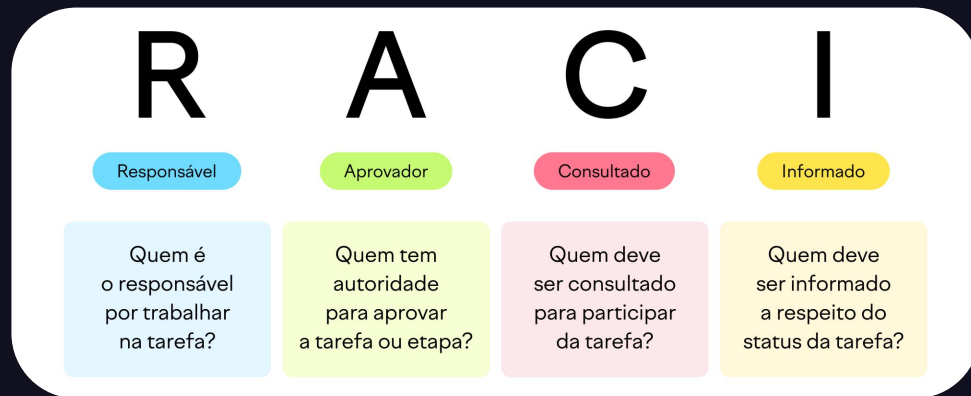 R A C I
Responsável
Aprovador
Consultado
Informado
Quem é
o responsável
por trabalhar
na tarefa?
Quem tem
autoridade
para aprovar
a tarefa ou etapa?
Quem deve
ser consultado
para participar
da tarefa?
Quem deve
ser informado
a respeito do
status da tarefa?